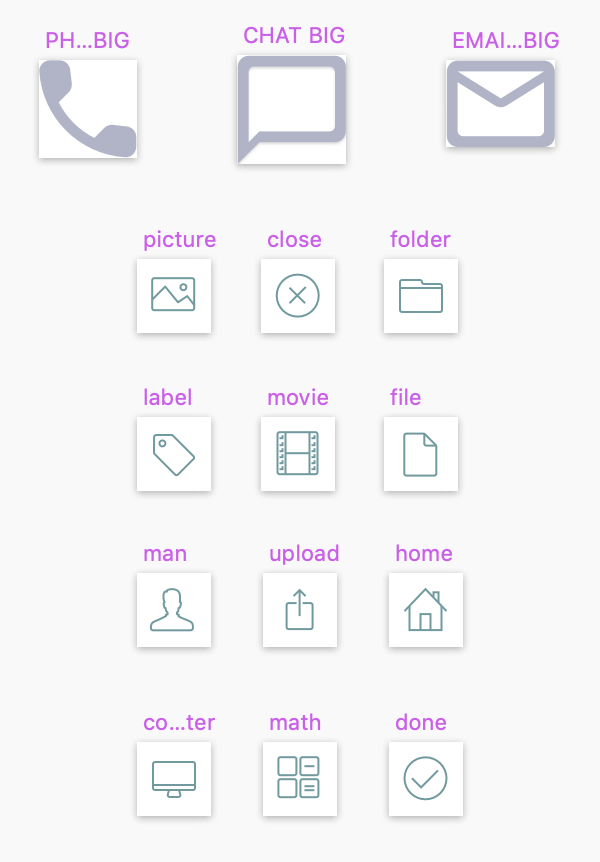 PH...BIG
CHAT BIG
EMAI...BIG
picture
close
folder
label
movie
file
man
upload
home
co...ter
math
done